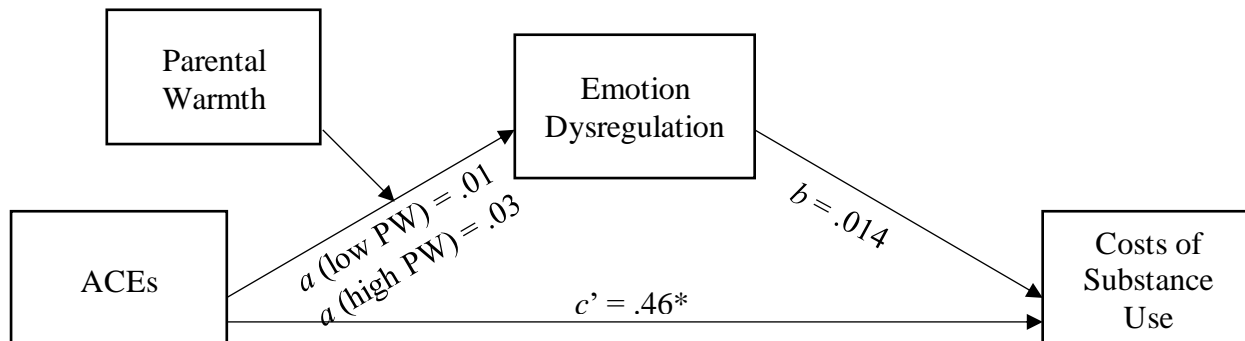 Parental
Warmth
Emotion
Dysregulation
a (low PW) = .01
a (high PW) = .03
b = .014
ACEs
c’ = .46*
Costs of
Substance
Use